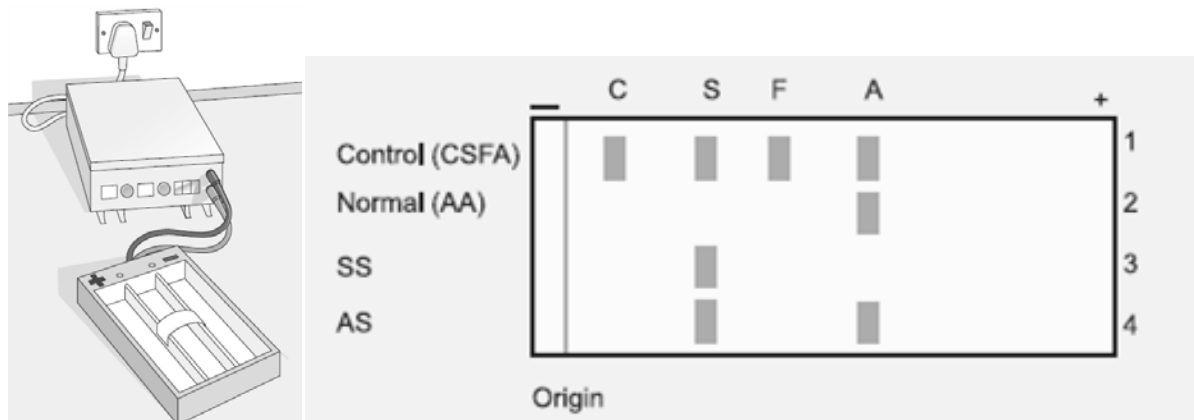 C S F A
— +
Control (CSFA) 1
Normal (AA) 2
SS 3
AS 4
Origin
+ −